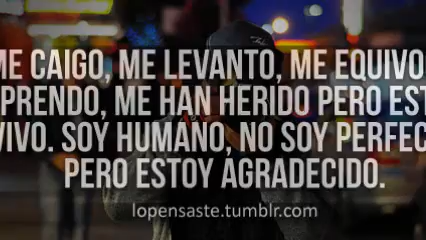 ME CAIGO, ME LEVANTO, ME EQUIVO
PRENDO, ME HAN HERIDO PERO EST
VIVO. SOY HUMANO, NO SOY PERFEC
PERO ESTOY AGRADECIDO.
lopensaste.tumblr.com